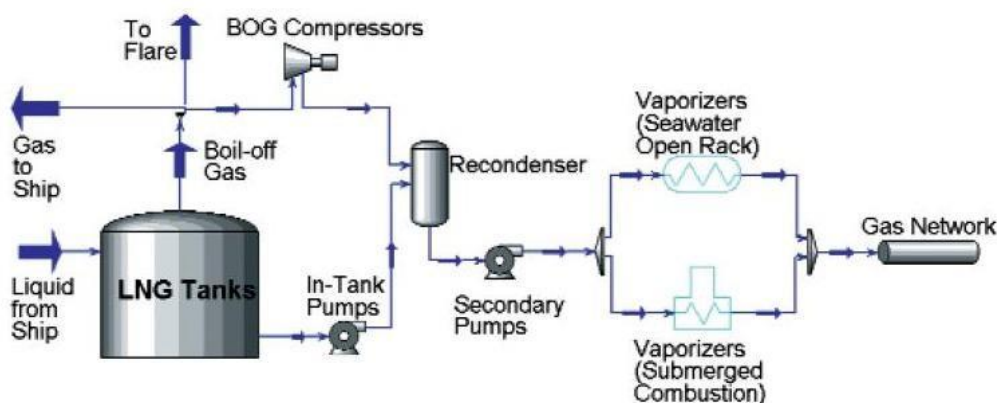 To
Flare
BOG Compressors
Gas
to
Ship
Boil-off
Gas
Recondenser
Vaporizers
(Seawater
Open Rack)
Gas Network
Liquid
from
Ship
LNG Tanks
In-Tank
Pumps
Secondary
Pumps
Vaporizers
(Submerged
Combustion)